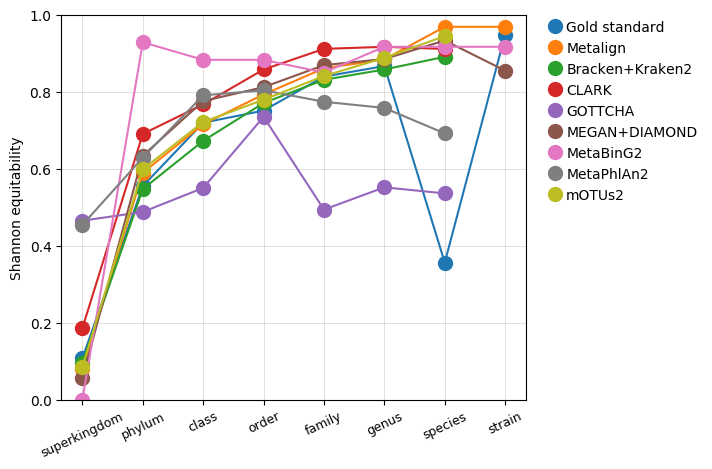 Shannon equitability
1.0
0.8
0.6
0.4
0.2
0.0
superkingdom
phylum
class
order
family
genus
species
strain
Gold standard
Metalign
Bracken+Kraken2
CLARK
GOTTCHA
MEGAN+DIAMOND
MetaBinG2
MetaPhlAn2
mOTUs2